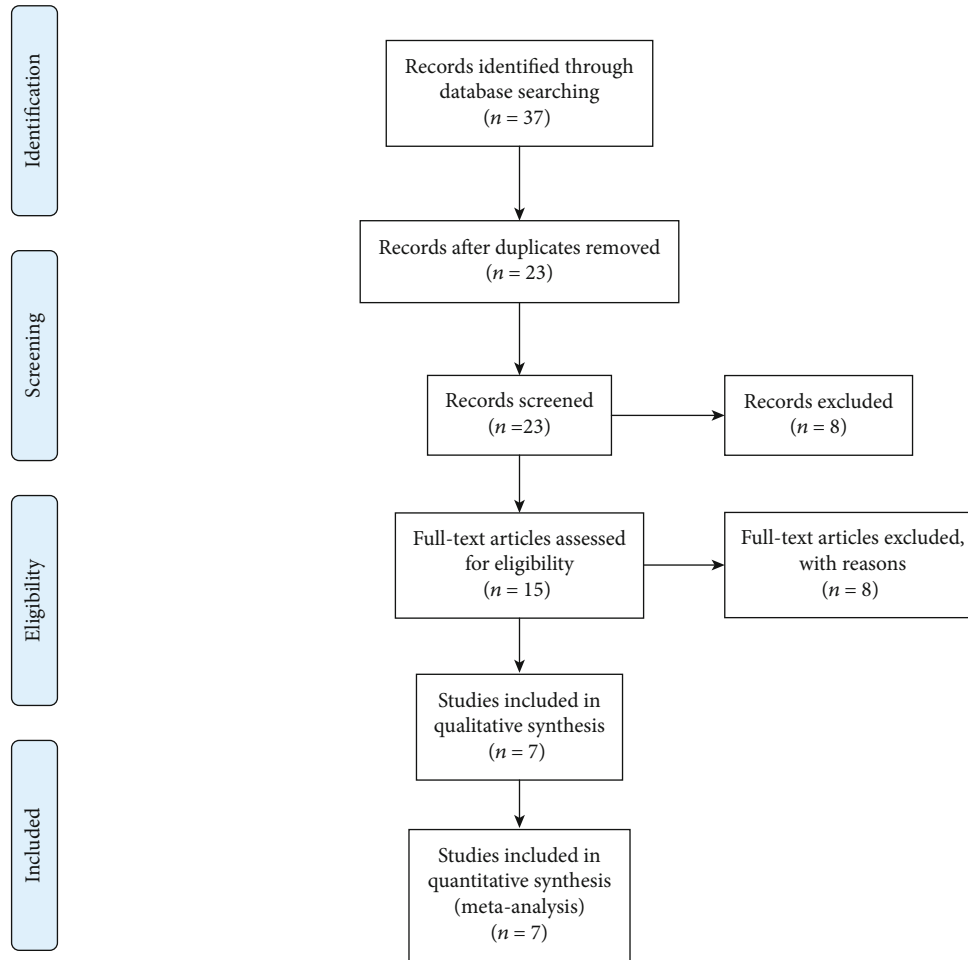 Identification
Records identified through
database searching
(n = 37)
Records after duplicates removed
(n = 23)
Screening
Records screened
(n =23)
Records excluded
(n = 8)
Eligibility
Full-text articles assessed
for eligibility
(n = 15)
Full-text articles excluded,
with reasons
(n = 8)
Studies included in
qualitative synthesis
(n = 7)
Included
Studies included in
quantitative synthesis
(meta-analysis)
(n = 7)